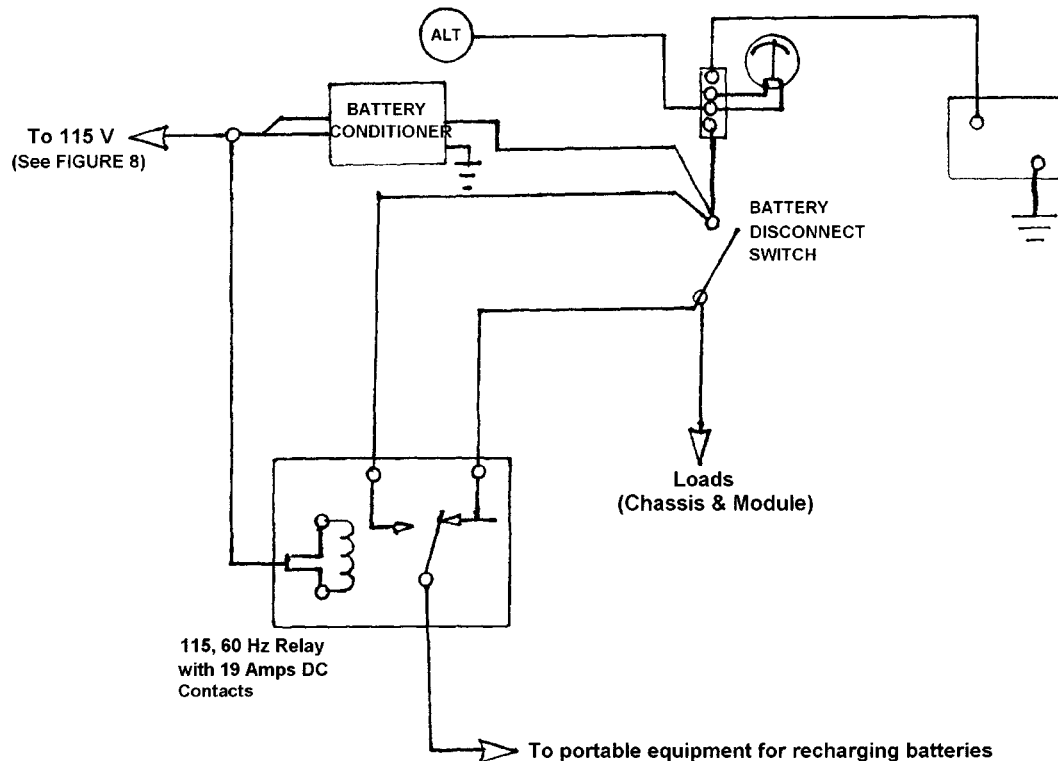 ALT
BATTERY
CONDITIONER
To 115 V
(See FIGURE 8)
BATTERY
DISCONNECT
SWITCH
Loads
(Chassis & Module)
115, 60 Hz Relay
with 19 Amps DC
Contacts
To portable equipment for recharging batteries